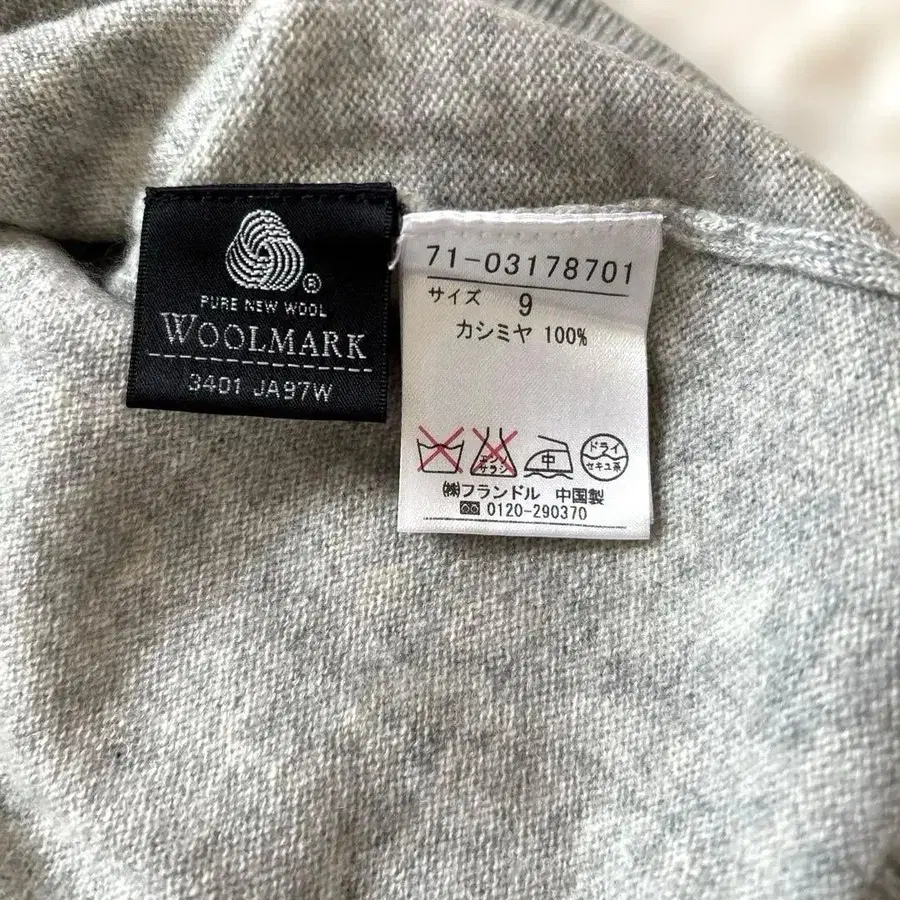 ®
PURE NEW WOOL
WOOLMARK
3401 JA97W
71-03178701
サイズ 9
カシミヤ 100%
エンソ
サラシ
中
ドライ
セキユ系
㈱フランドル 中国製
0120-290370